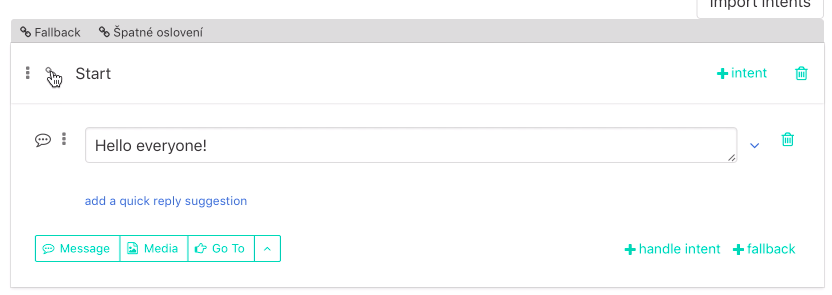 Import intents
Fallback Špatné oslovení
Start +intent
Hello everyone!
add a quick reply suggestion
Message Media Go To +handle intent +fallback